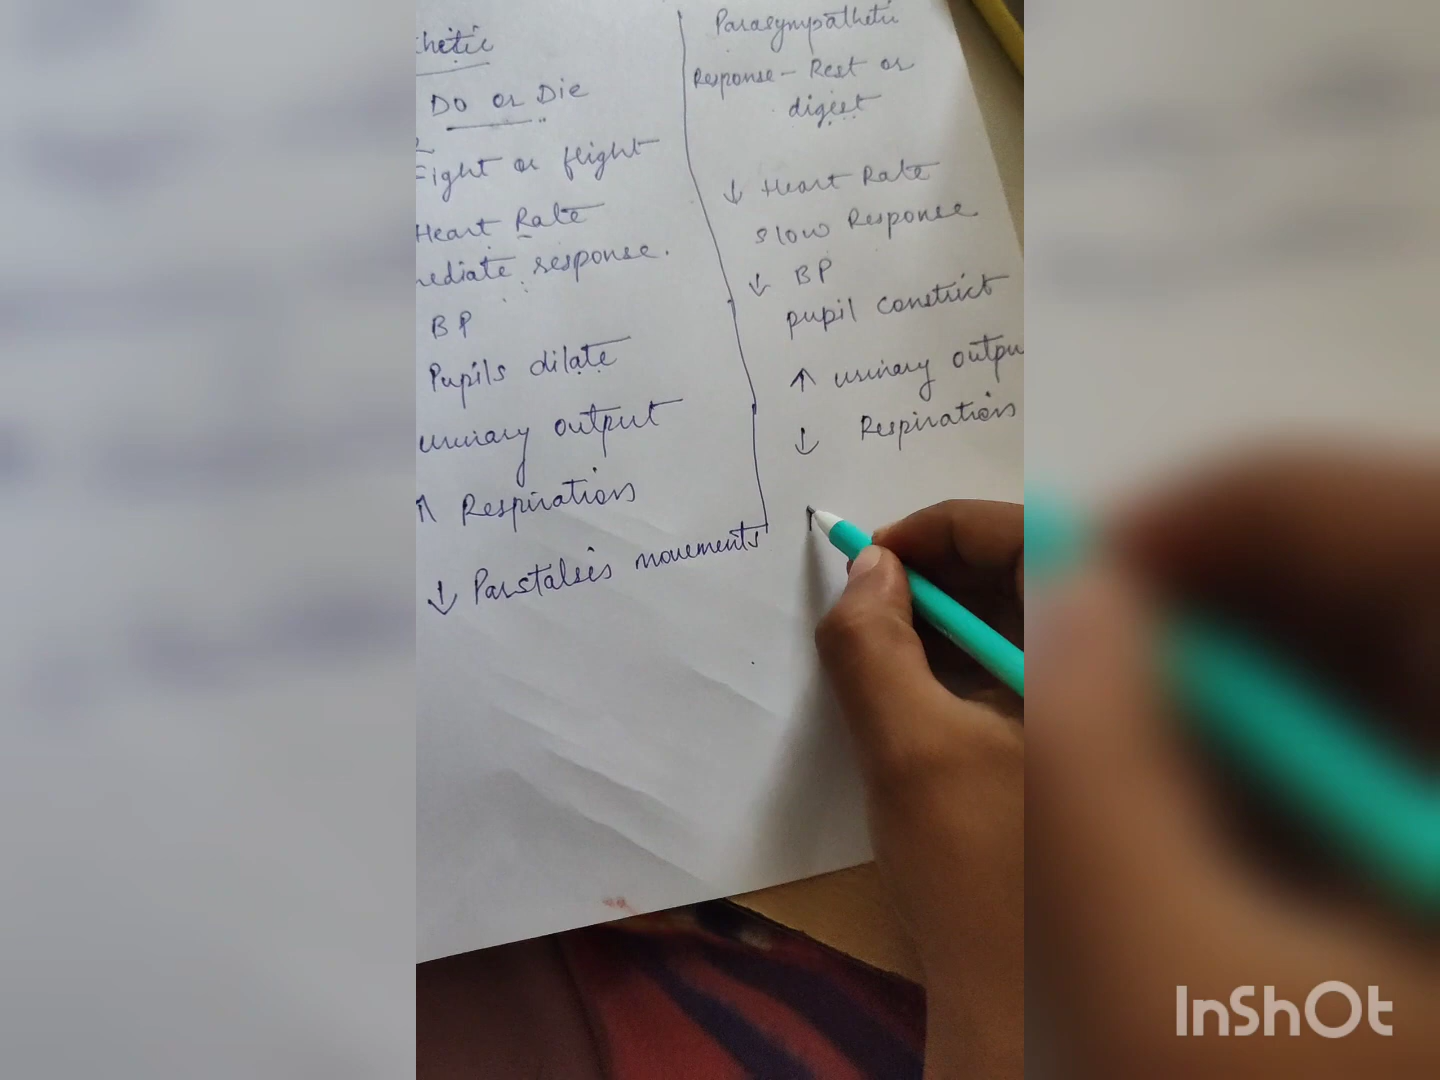 thetic
Do or Die
Fight or flight
Heart Rate
mediate response.
BP
Pupils dilate
urinary output
↑ Respirations
↓ Parstalsis movements
Parasympathetic
Response - Rest or
digest
↓ Heart Rate
slow Response
↓ BP
pupil constrict
↑ urinary outpu
↓ Respirations
InShOt